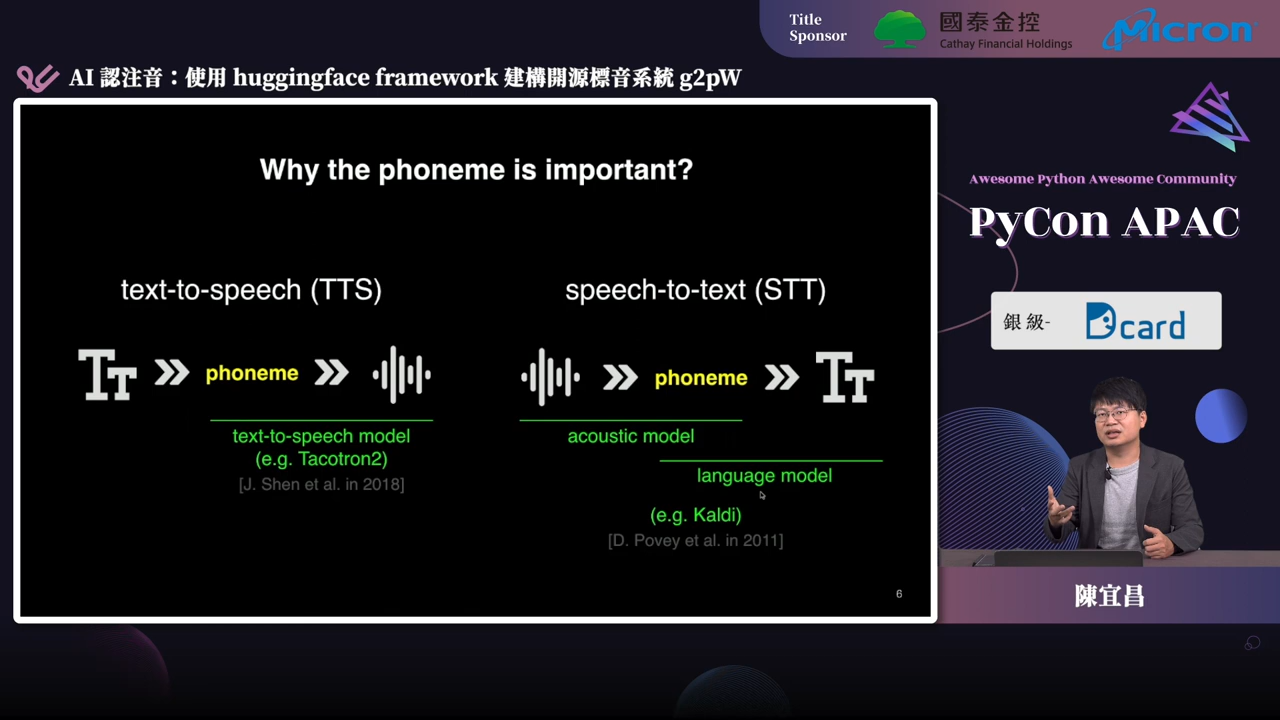 Title
Sponsor
國泰金控
Cathay Financial Holdings
Micron
AI 認注音：使用 huggingface framework 建構開源標音系統 g2pW
Why the phoneme is important?
text-to-speech (TTS)
speech-to-text (STT)
TT
phoneme
phoneme
TT
text-to-speech model
(e.g. Tacotron2)
[J. Shen et al. in 2018]
acoustic model
language model
(e.g. Kaldi)
[D. Povey et al. in 2011]
6
Awesome Python Awesome Community
PyCon APAC
銀級-
Dcard
陳宜昌